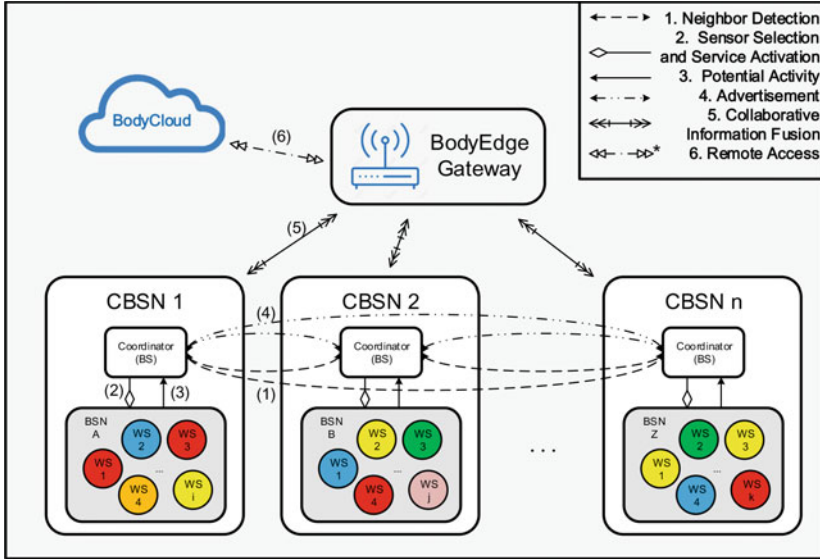 1. Neighbor Detection
2. Sensor Selection
and Service Activation
3. Potential Activity
4. Advertisement
5. Collaborative
Information Fusion
* 6. Remote Access
BodyCloud
(6)
BodyEdge
Gateway
(5)
CBSN 1
CBSN 2
CBSN n
(4)
Coordinator
(BS)
Coordinator
(BS)
Coordinator
(BS)
(2)
(3)
(1)
BSN
A
WS
1
WS
2
WS
3
WS
4
...
WS
i
BSN
B
WS
1
WS
2
WS
3
WS
4
...
WS
j
. . .
BSN
Z
WS
1
WS
2
WS
3
WS
4
...
WS
k